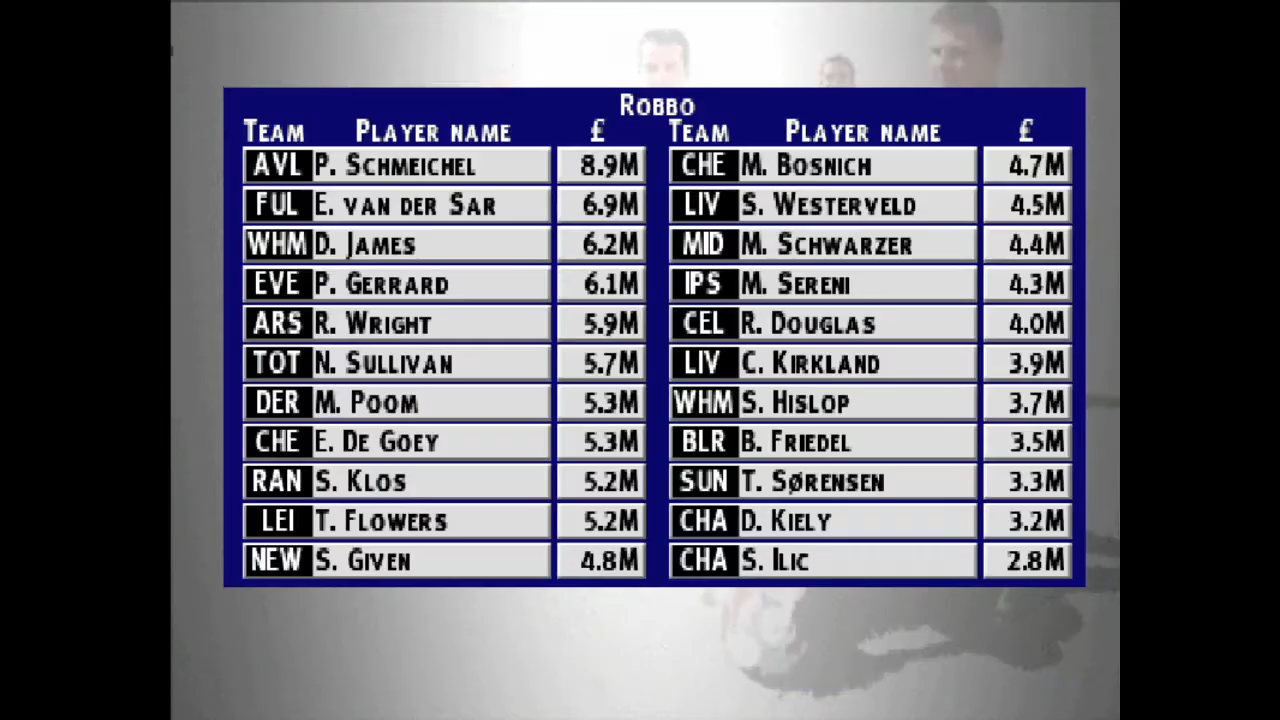 Robbo
Team Player name £ Team Player name £
AVL P. Schmeichel 8.9M CHE M. Bosnich 4.7M
FUL E. van der Sar 6.9M LIV S. Westerveld 4.5M
WHM D. James 6.2M MID M. Schwarzer 4.4M
EVE P. Gerrard 6.1M IPS M. Sereni 4.3M
ARS R. Wright 5.9M CEL R. Douglas 4.0M
TOT N. Sullivan 5.7M LIV C. Kirkland 3.9M
DER M. Poom 5.3M WHM S. Hislop 3.7M
CHE E. De Goey 5.3M BLR B. Friedel 3.5M
RAN S. Klos 5.2M SUN T. Sørensen 3.3M
LEI T. Flowers 5.2M CHA D. Kiely 3.2M
NEW S. Given 4.8M CHA S. Ilic 2.8M